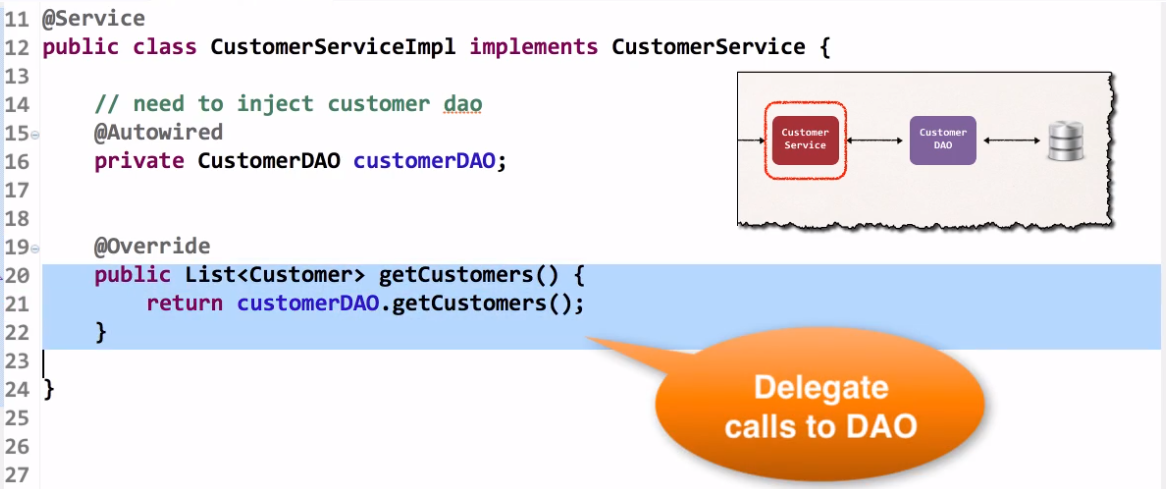 11 @Service
12 public class CustomerServiceImpl implements CustomerService {
13
14 // need to inject customer dao
15 @Autowired
16 private CustomerDAO customerDAO;
17
18
19 @Override
20 public List<Customer> getCustomers() {
21 return customerDAO.getCustomers();
22 }
23
24 }
25
26
27
Customer
Service
Customer
DAO
Delegate
calls to DAO